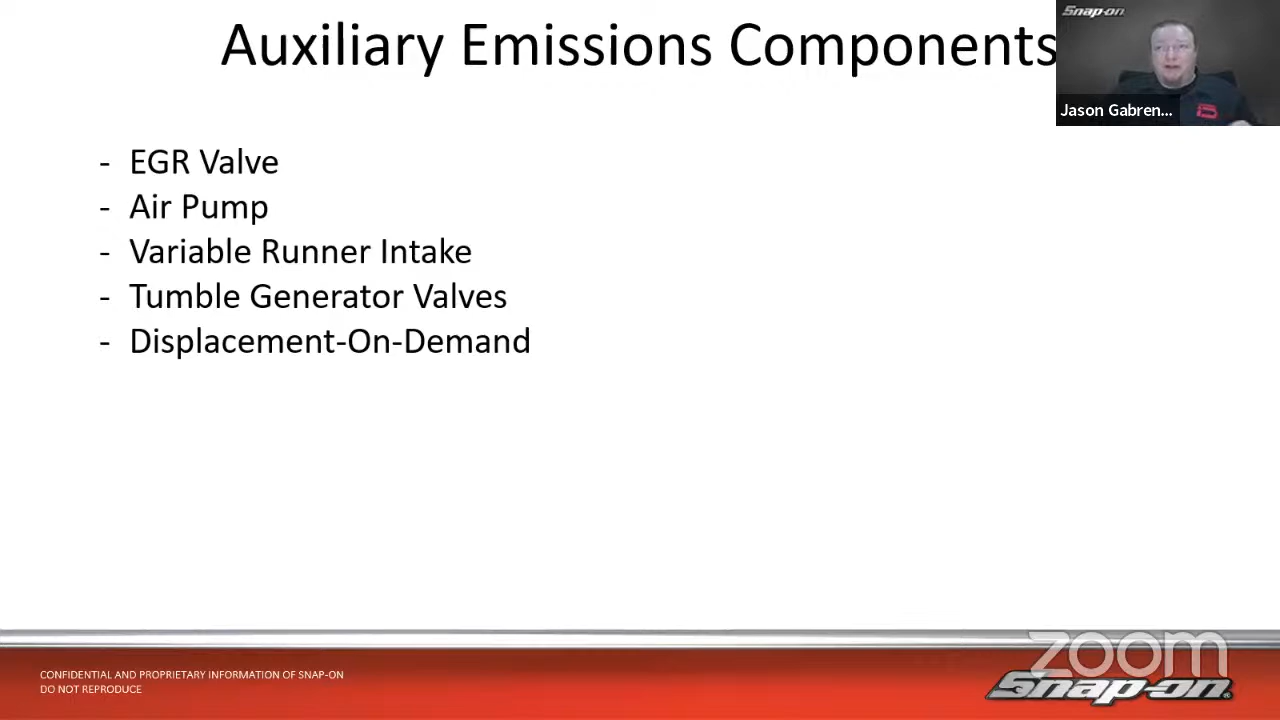 Auxiliary Emissions Components
Snap-on
Jason Gabren...
- EGR Valve
- Air Pump
- Variable Runner Intake
- Tumble Generator Valves
- Displacement-On-Demand
CONFIDENTIAL AND PROPRIETARY INFORMATION OF SNAP-ON
DO NOT REPRODUCE
zoom
Snap-on